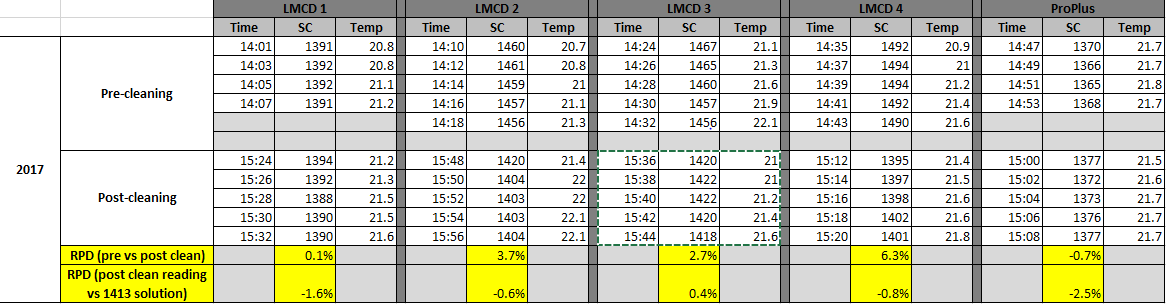 LMCD 1 LMCD 2 LMCD 3 LMCD 4 ProPlus
Time SC Temp Time SC Temp Time SC Temp Time SC Temp Time SC Temp
2017
Pre-cleaning
14:01 1391 20.8 14:10 1460 20.7 14:24 1467 21.1 14:35 1492 20.9 14:47 1370 21.7
14:03 1392 20.8 14:12 1461 20.8 14:26 1465 21.3 14:37 1494 21 14:49 1366 21.7
14:05 1392 21.1 14:14 1459 21 14:28 1460 21.6 14:39 1494 21.2 14:51 1365 21.8
14:07 1391 21.2 14:16 1457 21.1 14:30 1457 21.9 14:41 1492 21.4 14:53 1368 21.7
14:18 1456 21.3 14:32 1456 22.1 14:43 1490 21.6
Post-cleaning
15:24 1394 21.2 15:48 1420 21.4 15:36 1420 21 15:12 1395 21.4 15:00 1377 21.5
15:26 1392 21.3 15:50 1404 22 15:38 1422 21 15:14 1397 21.5 15:02 1372 21.6
15:28 1388 21.5 15:52 1403 22 15:40 1422 21.2 15:16 1398 21.6 15:04 1373 21.7
15:30 1390 21.5 15:54 1403 22.1 15:42 1420 21.4 15:18 1402 21.6 15:06 1376 21.7
15:32 1390 21.6 15:56 1404 22.1 15:44 1418 21.6 15:20 1401 21.8 15:08 1377 21.7
RPD (pre vs post clean) 0.1% 3.7% 2.7% 6.3% -0.7%
RPD (post clean reading
vs 1413 solution) -1.6% -0.6% 0.4% -0.8% -2.5%